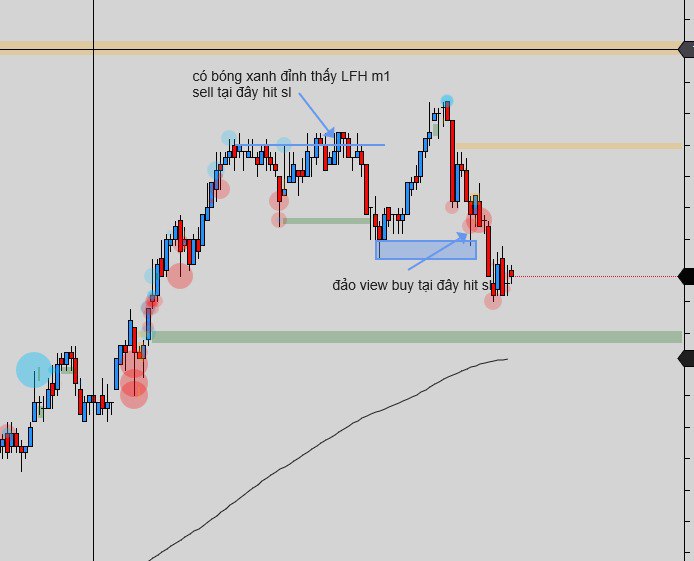 có bóng xanh đỉnh thấy LFH m1
sell tại đây hit sl
đảo view buy tại đây hit sl